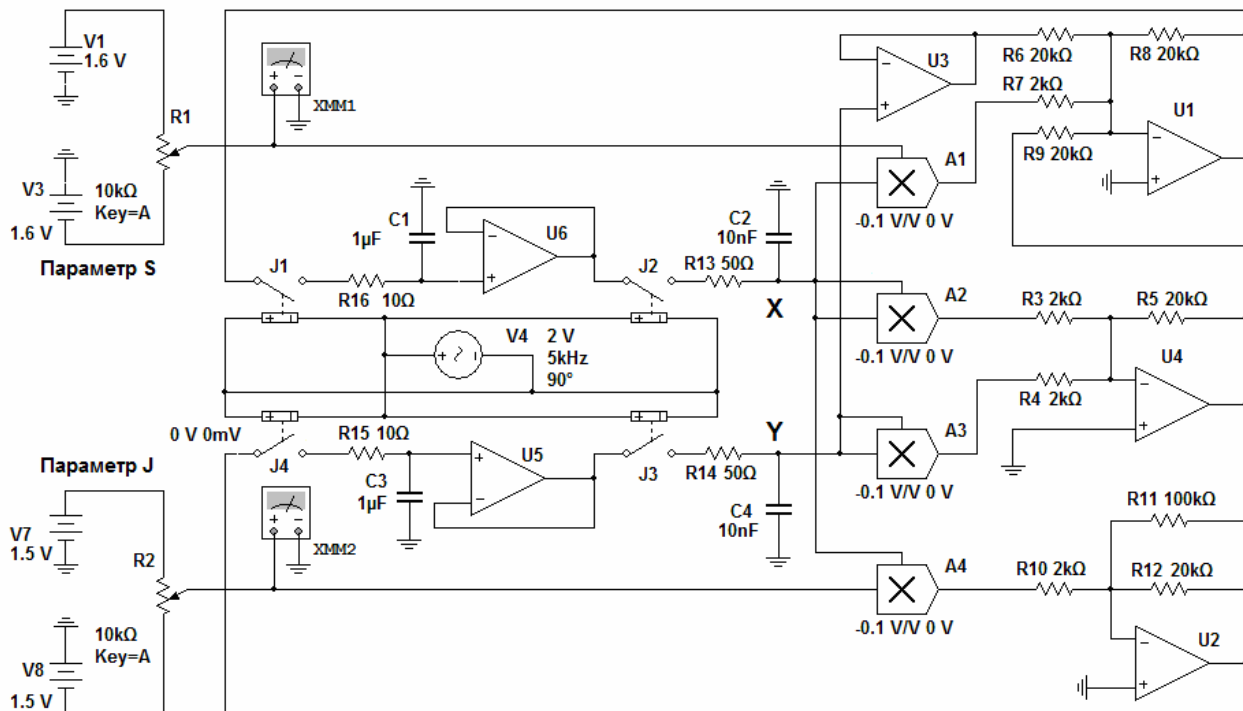 V1
1.6 V
R1
V3
1.6 V
10kΩ
Key=A
Параметр S
XMM1
U3
R6 20kΩ
R8 20kΩ
R7 2kΩ
R9 20kΩ
U1
A1
-0.1 V/V 0 V
C1
1µF
U6
C2
10nF
J1
R16 10Ω
J2
R13 50Ω
X
A2
-0.1 V/V 0 V
R3 2kΩ
R5 20kΩ
U4
V4
2 V
5kHz
90°
R4 2kΩ
A3
-0.1 V/V 0 V
0 V 0mV
J4
R15 10Ω
U5
J3
R14 50Ω
Y
C3
1µF
C4
10nF
Параметр J
V7
1.5 V
R2
XMM2
V8
1.5 V
10kΩ
Key=A
A4
-0.1 V/V 0 V
R10 2kΩ
R11 100kΩ
R12 20kΩ
U2